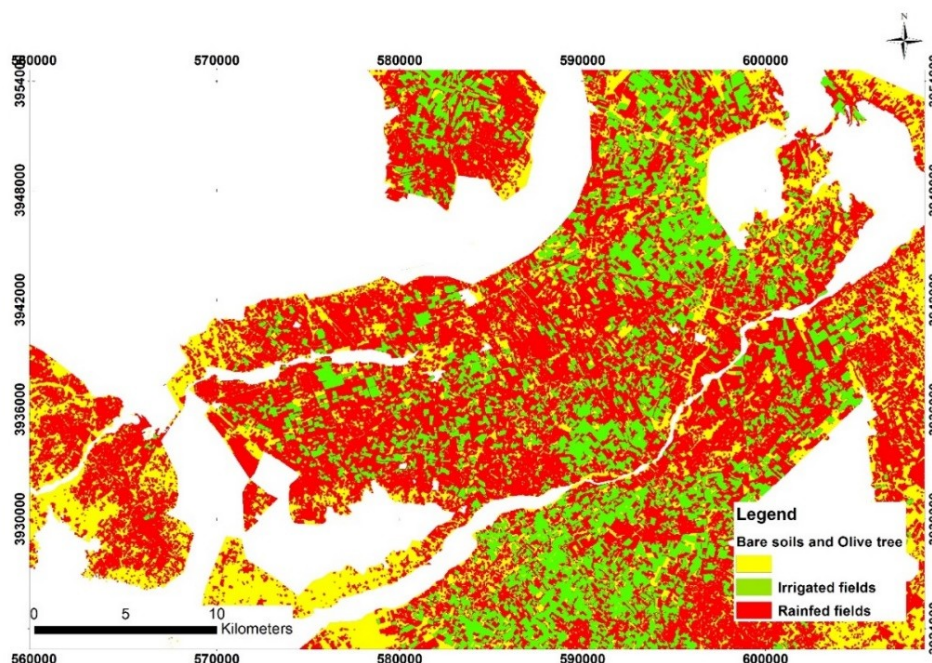 N
560000 570000 580000 590000 600000
3954000
3948000
3942000
3936000
3930000
Legend
Bare soils and Olive tree
Irrigated fields
Rainfed fields
0 5 10
Kilometers
560000 570000 580000 590000 600000